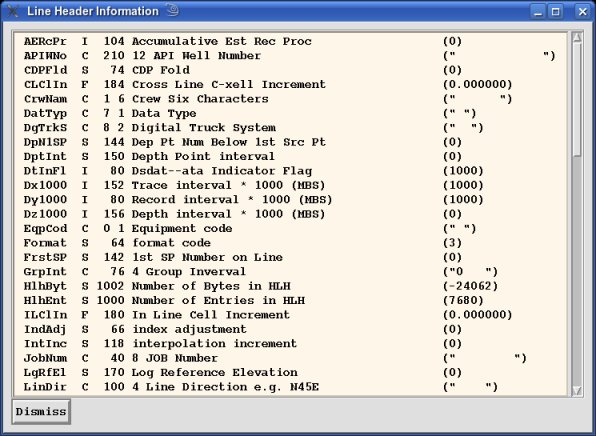 Line Header Information
AERcPr I 104 Accumulative Est Rec Proc (0)
APIWNo C 210 12 API Well Number (" ")
CDPFld S 74 CDP Fold (0)
CLClIn F 184 Cross Line C-xell Increment (0.000000)
CrwNam C 1 6 Crew Six Characters (" ")
DatTyp C 7 1 Data Type (" ")
DgTrkS C 8 2 Digital Truck System (" ")
DpN1SP S 144 Dep Pt Num Below 1st Src Pt (0)
DptInt S 150 Depth Point interval (0)
DtInFl I 80 Dsdat--ata Indicator Flag (1000)
Dx1000 I 152 Trace interval * 1000 (MBS) (1000)
Dy1000 I 80 Record interval * 1000 (MBS) (1000)
Dz1000 I 156 Depth interval * 1000 (MBS) (0)
EqpCod C 0 1 Equipment code (" ")
Format S 64 format code (3)
FrstSP S 142 1st SP Number on Line (0)
GrpInt C 76 4 Group Inverval ("0 ")
HlhByt S 1002 Number of Bytes in HLH (-24062)
HlhEnt S 1000 Number of Entries in HLH (7680)
ILClIn F 180 In Line Cell Increment (0.000000)
IndAdj S 66 index adjustment (0)
IntInc S 118 interpolation increment (0)
JobNum C 40 8 JOB Number (" ")
LgRfEl S 170 Log Reference Elevation (0)
LinDir C 100 4 Line Direction e.g. N45E (" ")
Dismiss